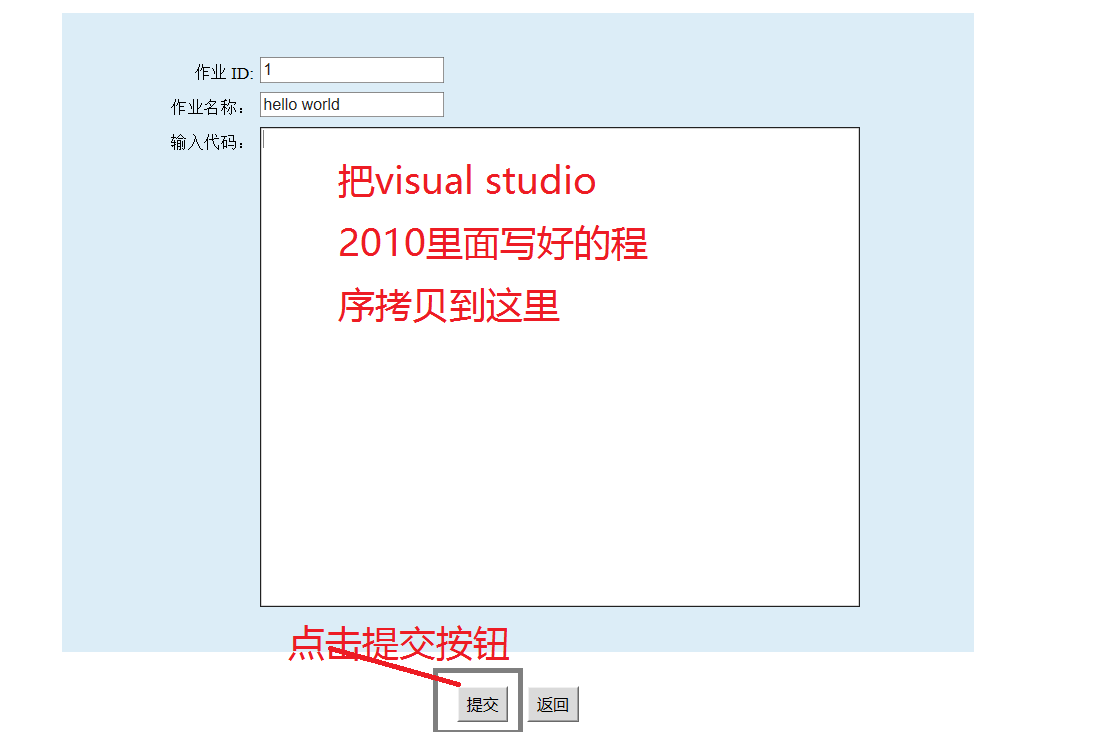 作业 ID: 1
作业名称： hello world
输入代码：
把visual studio
2010里面写好的程
序拷贝到这里
点击提交按钮
提交 返回